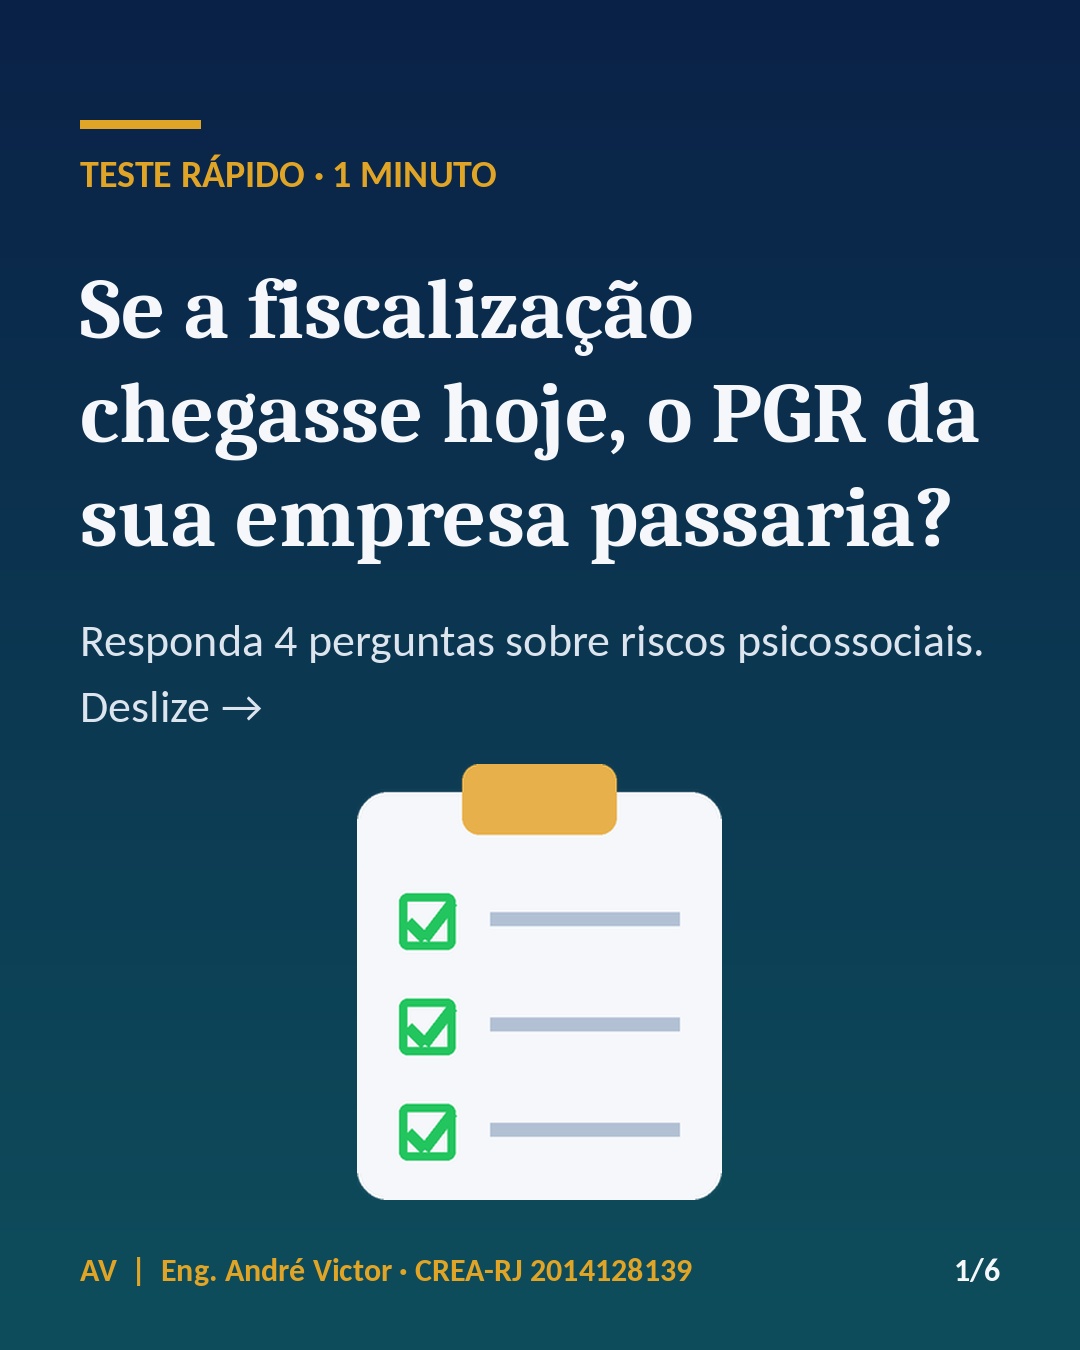 TESTE RÁPIDO · 1 MINUTO
Se a fiscalização
chegasse hoje, o PGR da
sua empresa passaria?
Responda 4 perguntas sobre riscos psicossociais.
Deslize →
AV | Eng. André Victor · CREA-RJ 2014128139
1/6